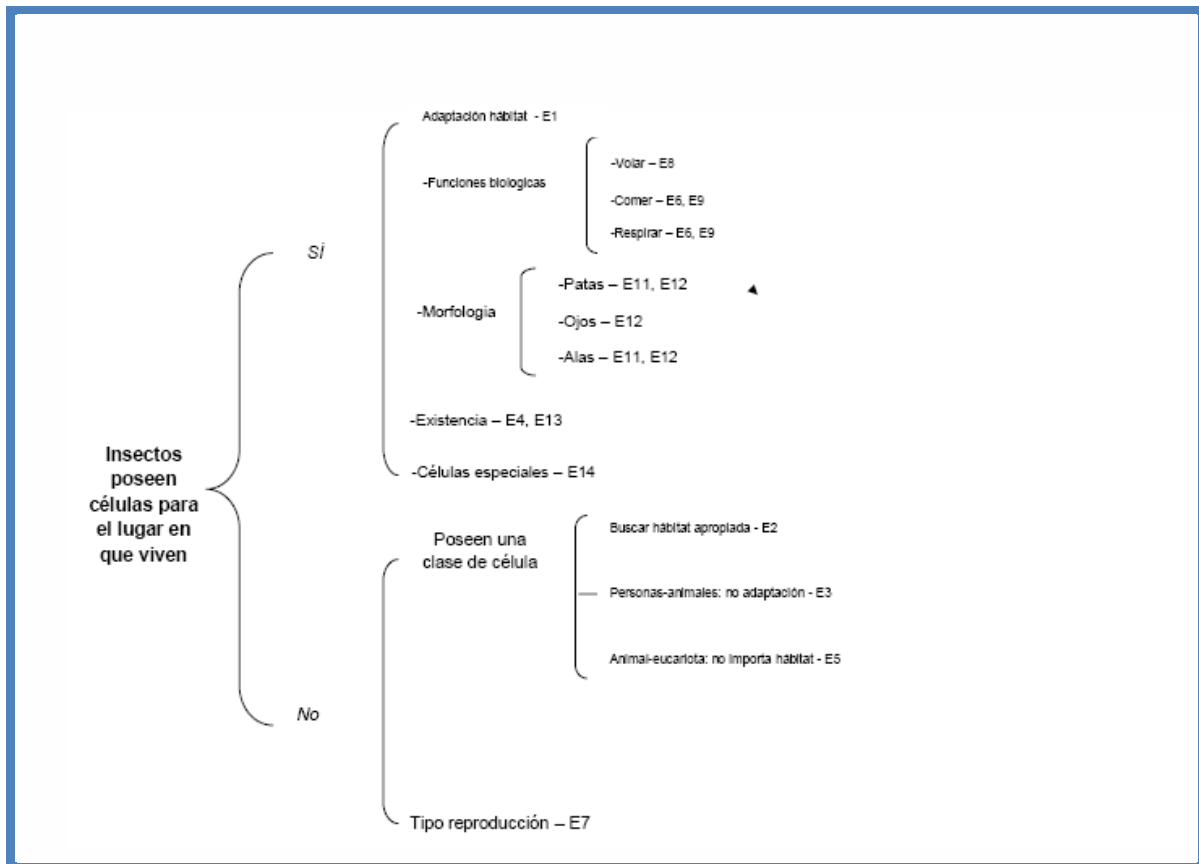 Insectos
poseen
células para
el lugar en
que viven
SÍ
Adaptación hábitat - E1
-Funciones biologicas
-Volar – E8
-Comer – E6, E9
-Respirar – E6, E9
-Morfologia
-Patas – E11, E12
-Ojos – E12
-Alas – E11, E12
-Existencia – E4, E13
-Células especiales – E14
No
Poseen una
clase de célula
Buscar hábitat apropiada - E2
Personas-animales: no adaptación - E3
Animal-eucariota: no importa hábitat - E5
Tipo reproducción – E7